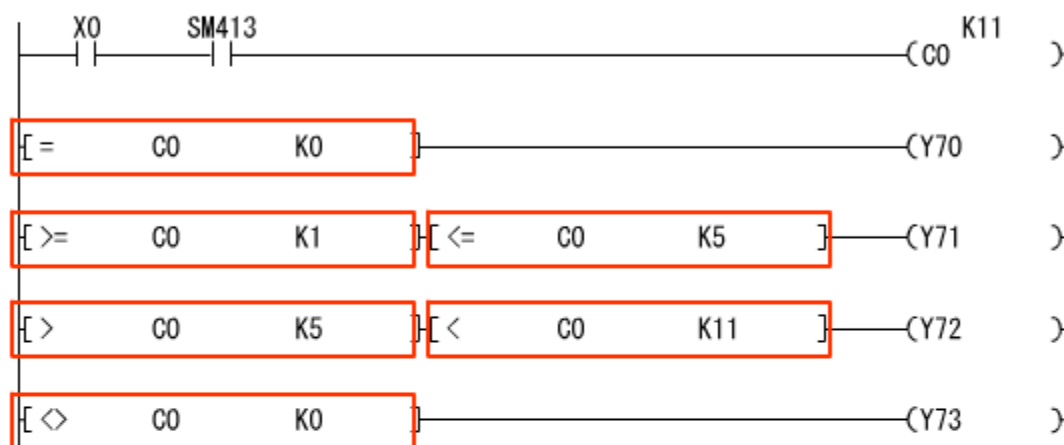 X0 SM413 K11
(C0 )
[ = C0 K0 ] (Y70 )
[ >= C0 K1 ] [ <= C0 K5 ] (Y71 )
[ > C0 K5 ] [ < C0 K11 ] (Y72 )
[ <> C0 K0 ] (Y73 )